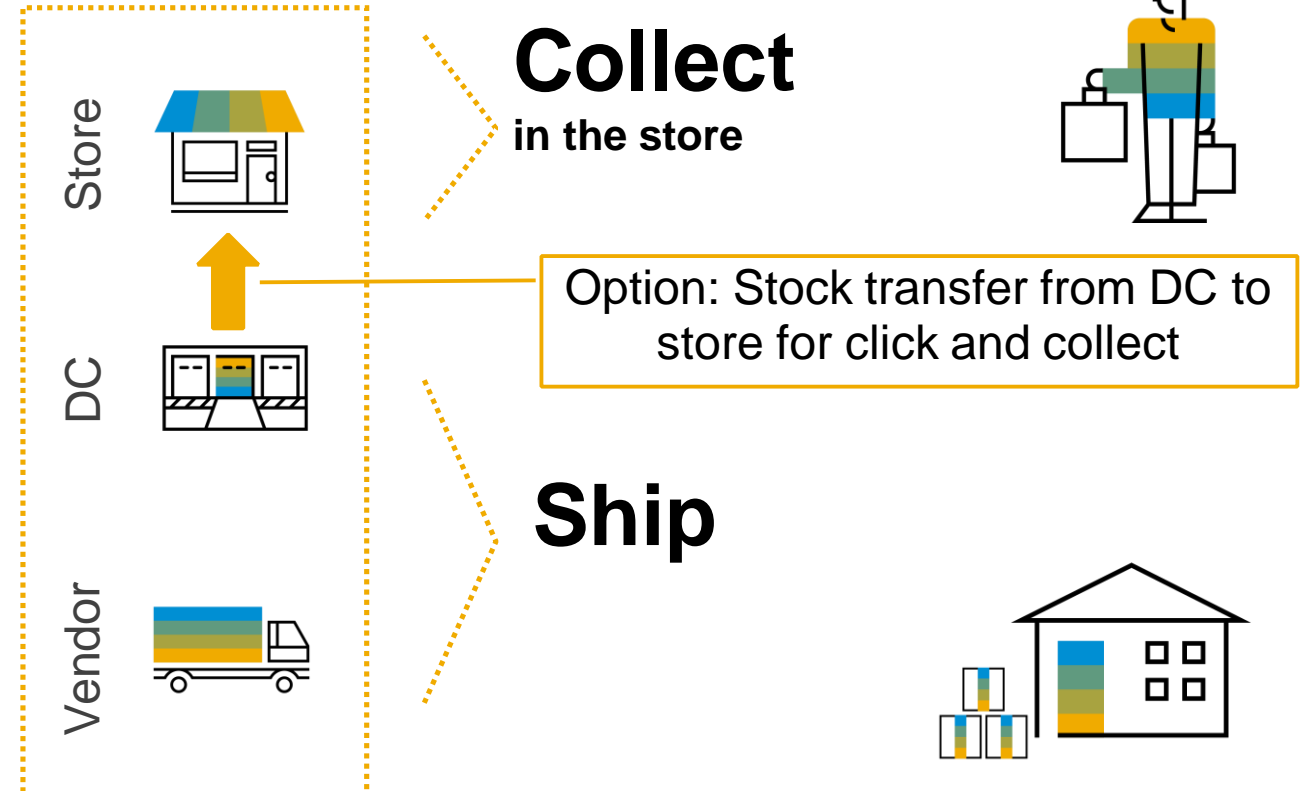 Store
Collect
in the store
Option: Stock transfer from DC to
store for click and collect
DC
Ship
Vendor